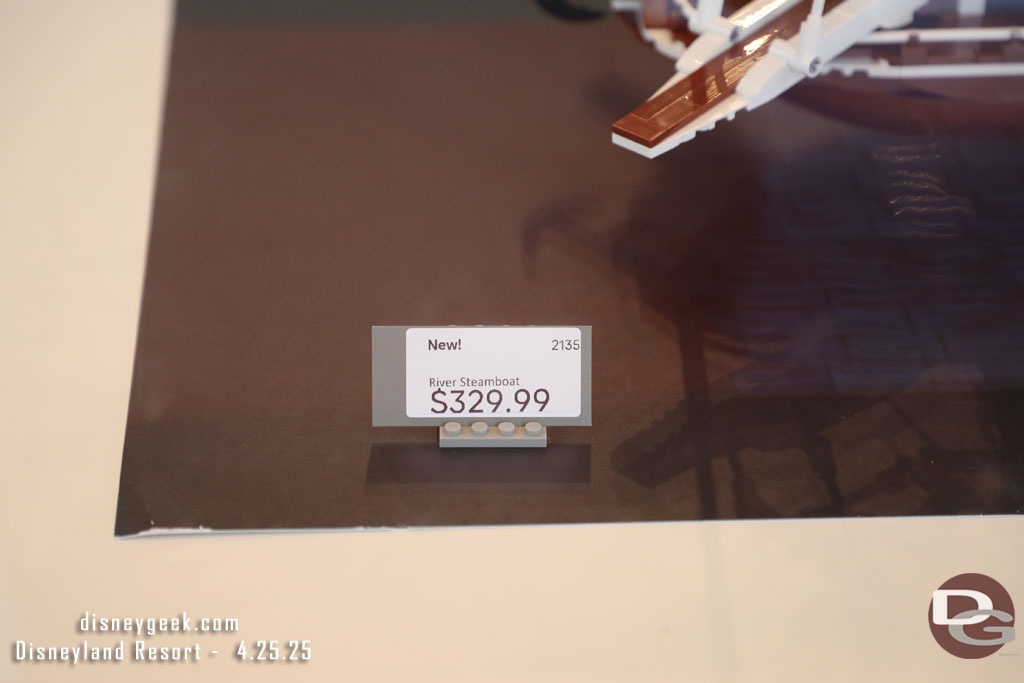 New! 2135
River Steamboat
$329.99
disneygeek.com
Disneyland Resort - 4.25.25
DG